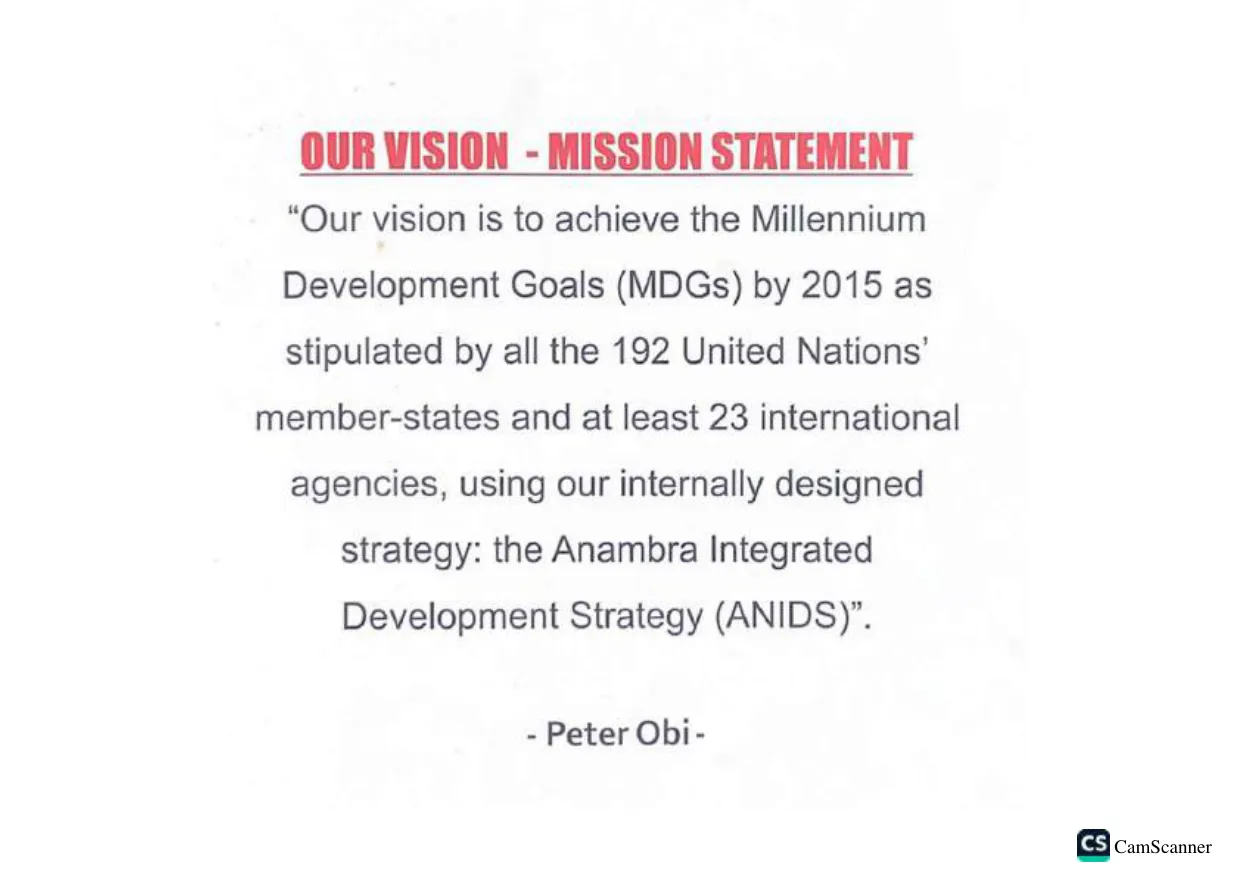 OUR VISION - MISSION STATEMENT
“Our vision is to achieve the Millennium
Development Goals (MDGs) by 2015 as
stipulated by all the 192 United Nations’
member-states and at least 23 international
agencies, using our internally designed
strategy: the Anambra Integrated
Development Strategy (ANIDS)”.
- Peter Obi -
CS CamScanner